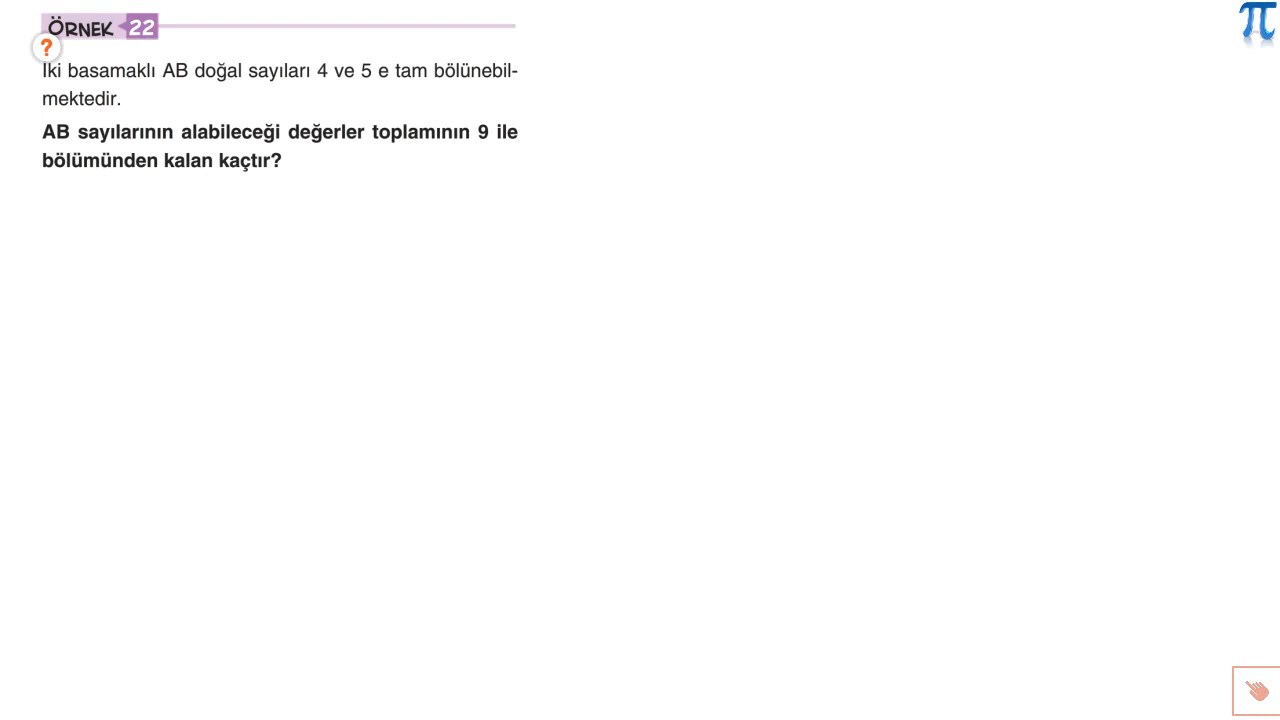 ÖRNEK 22
?
İki basamaklı AB doğal sayıları 4 ve 5 e tam bölünebil-
mektedir.
AB sayılarının alabileceği değerler toplamının 9 ile
bölümünden kalan kaçtır?
π